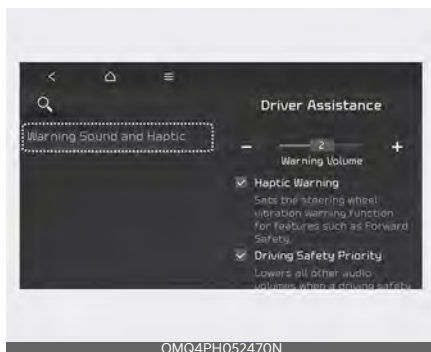 Warning Sound and Haptic
Driver Assistance
− 2 +
Warning Volume
Haptic Warning
Sets the steering wheel
vibration warning function
for features such as Forward
Safety.
Driving Safety Priority
Lowers all other audio
volumes when a driving safety
OMQ4PH052470N